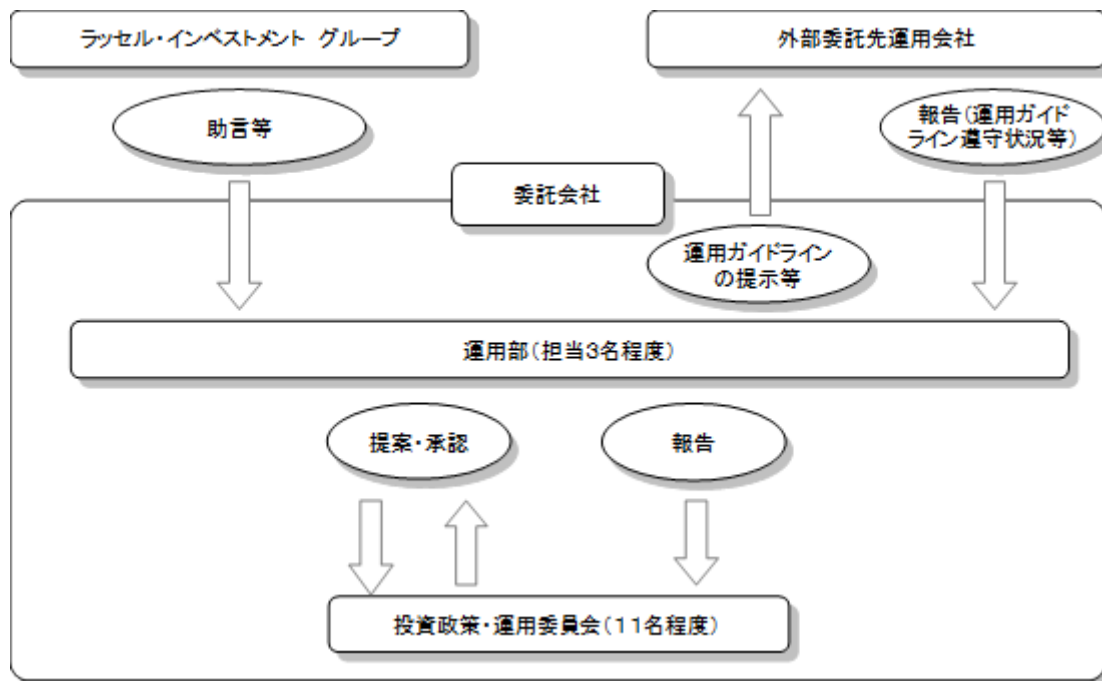 ラッセル・インベストメント グループ
外部委託先運用会社
助言等
報告(運用ガイド
ライン遵守状況等)
委託会社
運用ガイドライン
の提示等
運用部(担当3名程度)
提案・承認
報告
投資政策・運用委員会(11名程度)